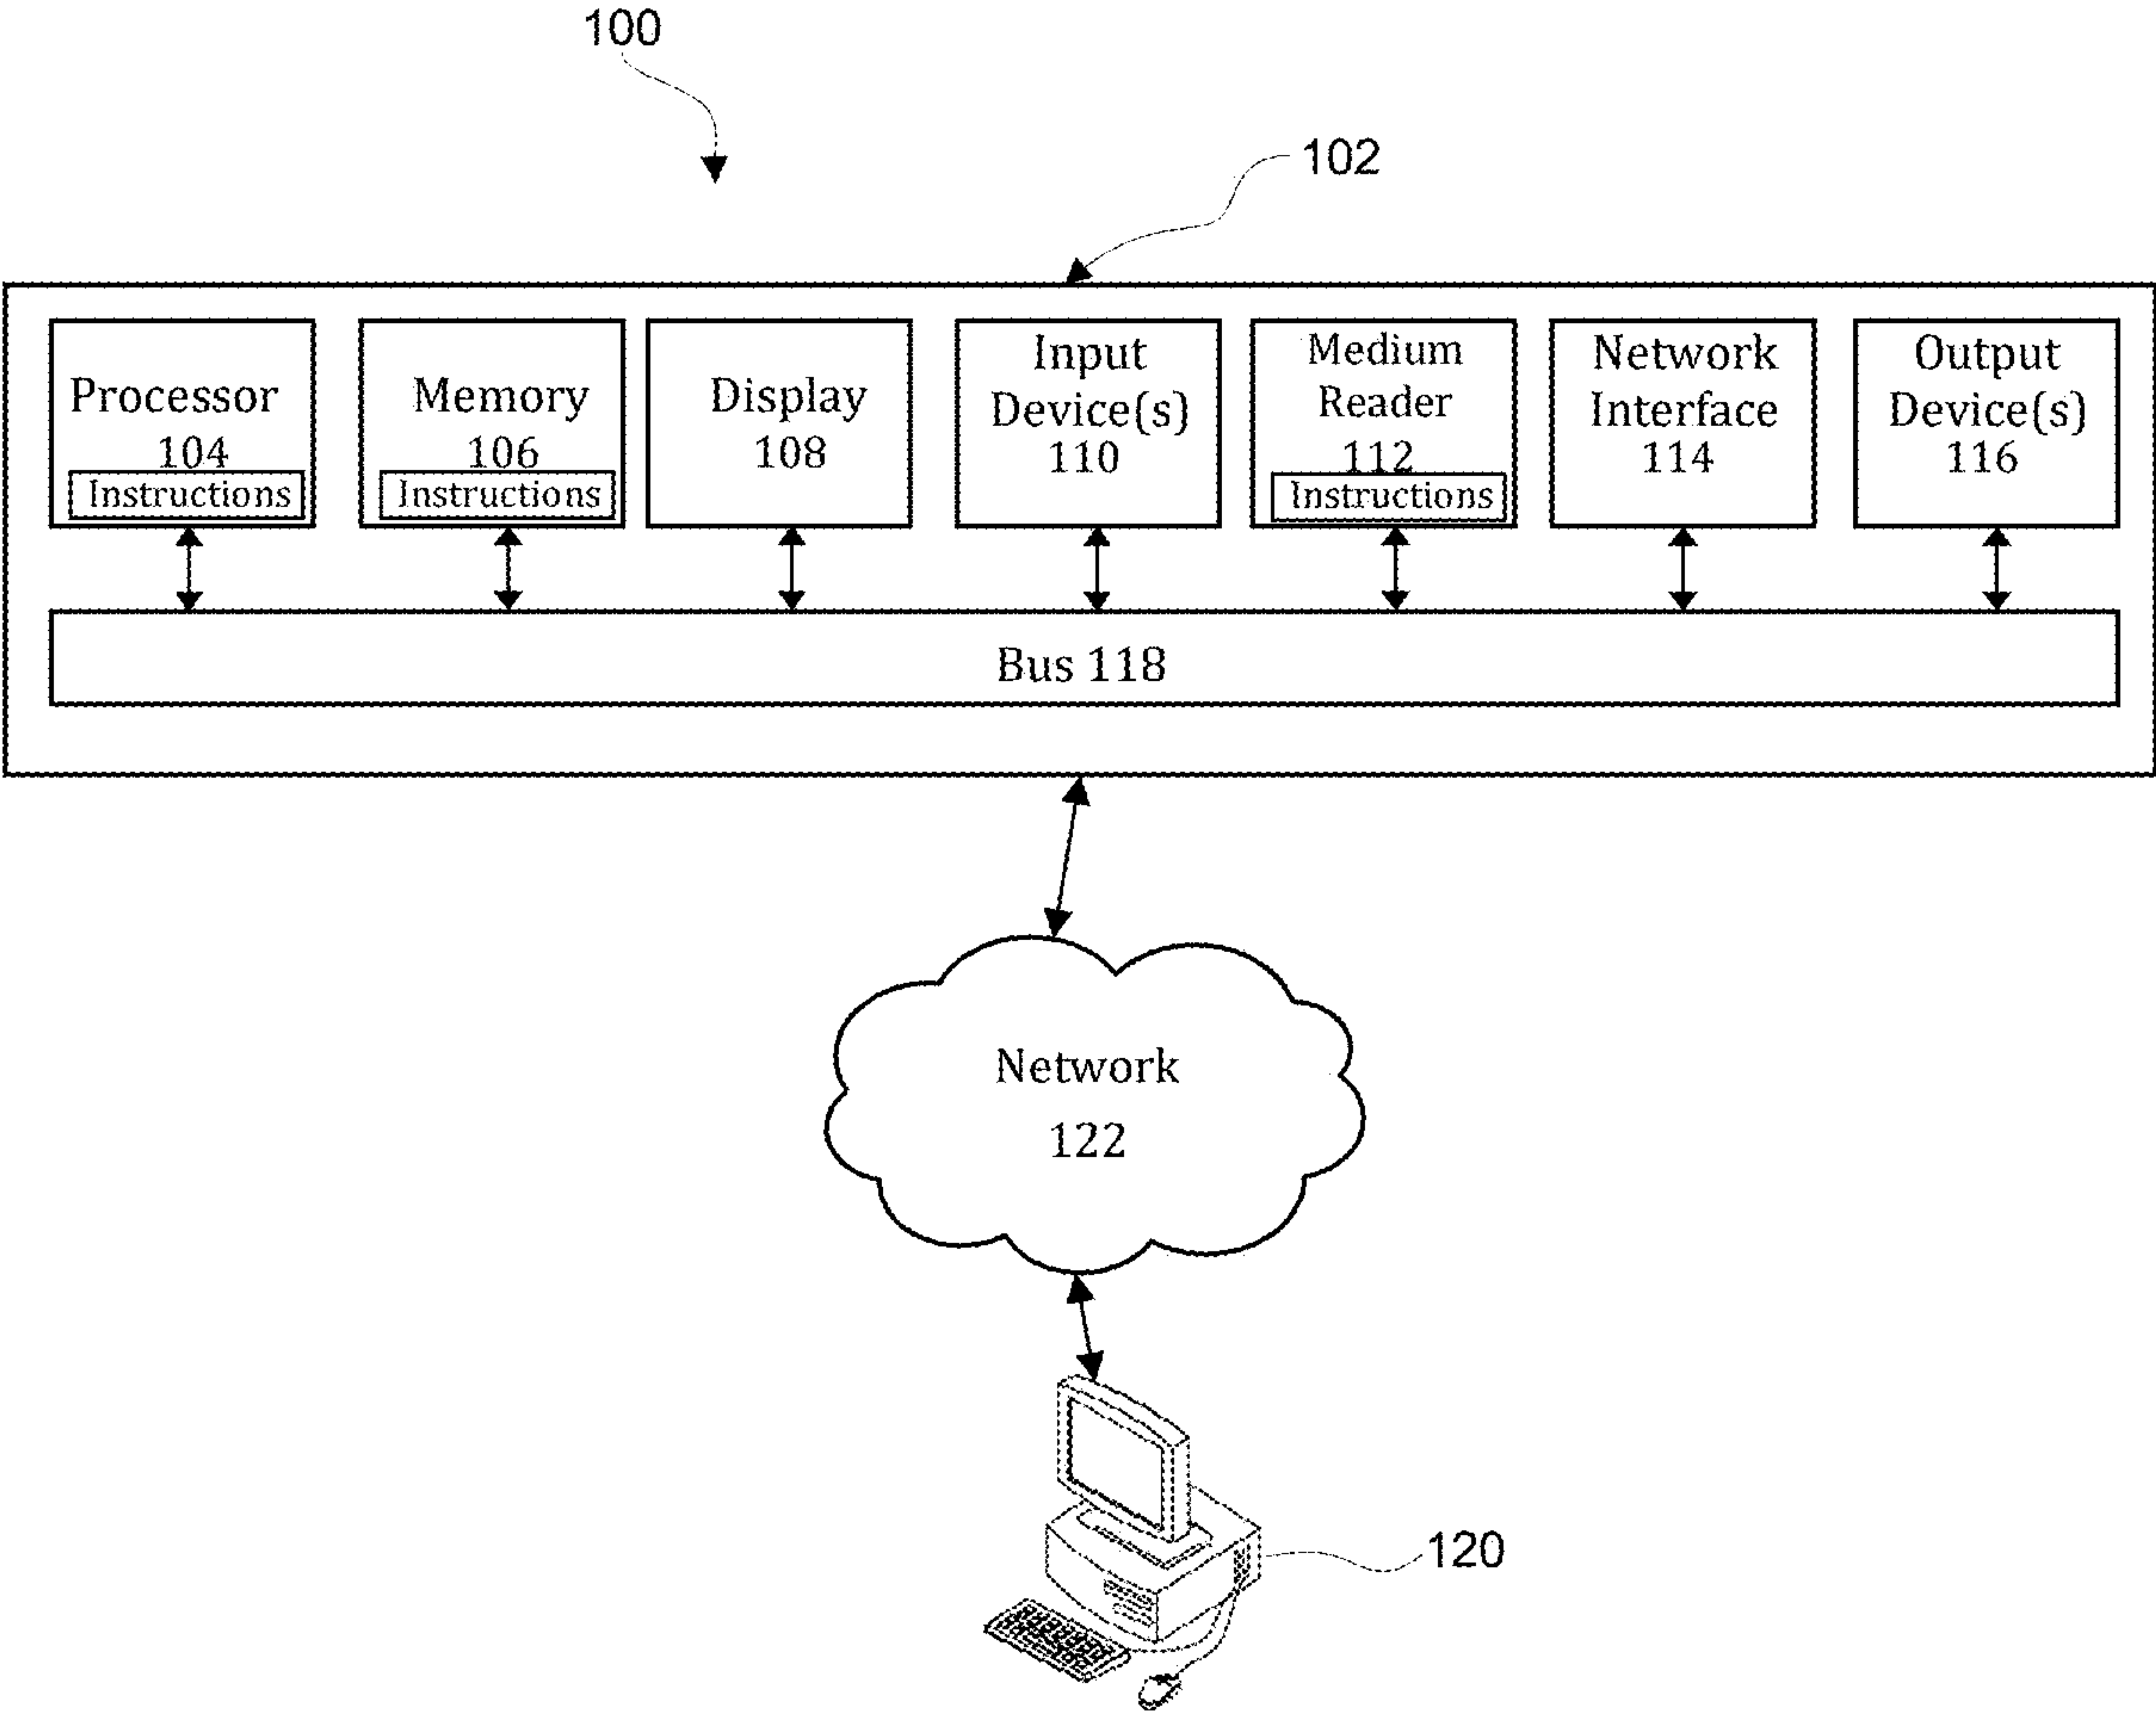 100
102
Processor
104
Instructions
Memory
106
Instructions
Display
108
Input
Device(s)
110
Medium
Reader
112
Instructions
Network
Interface
114
Output
Device(s)
116
Bus 118
Network
122
120